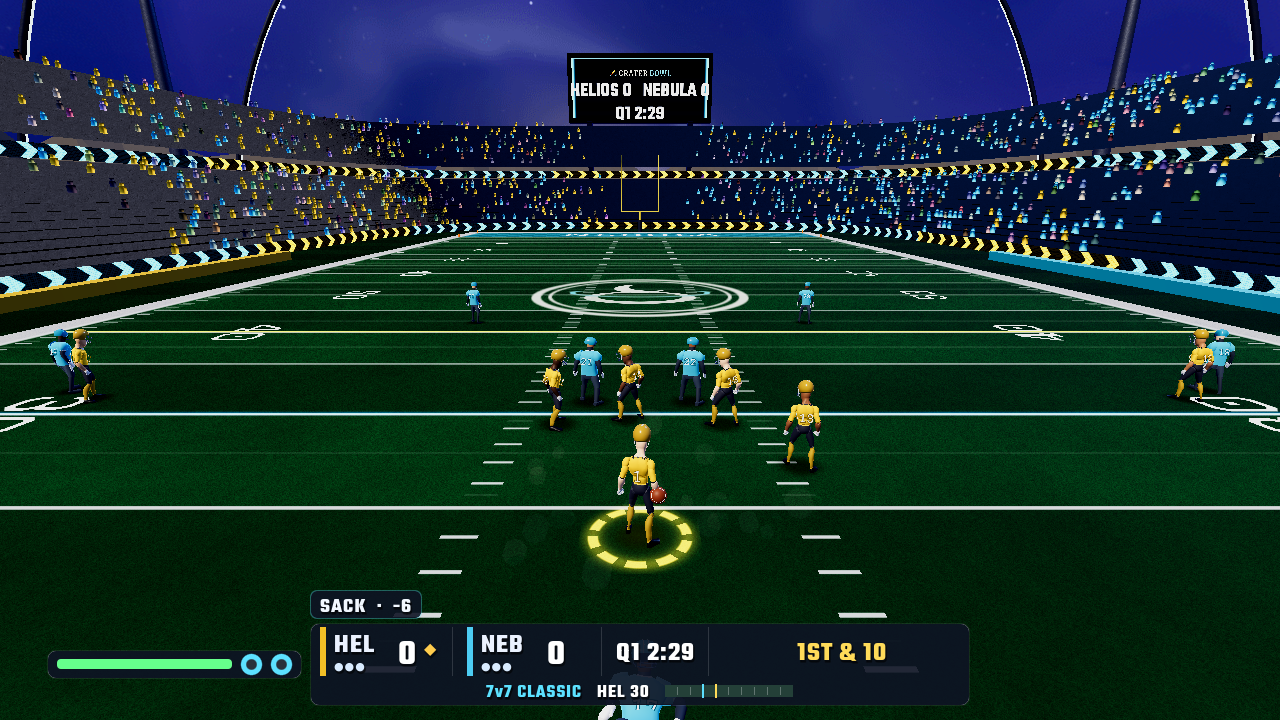 CRATER BOWL
HELIOS 0 NEBULA 0
Q1 2:29
1
SACK · -6
HEL 0 NEB 0 Q1 2:29 1ST & 10
7v7 CLASSIC HEL 30